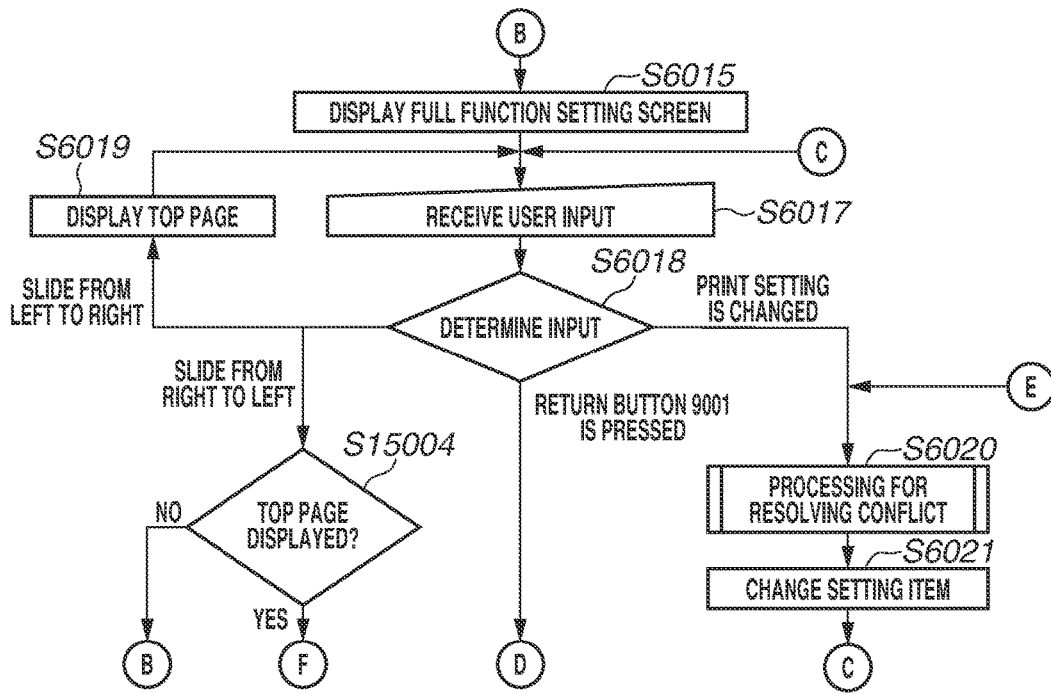 B
S6015
DISPLAY FULL FUNCTION SETTING SCREEN
S6019
C
DISPLAY TOP PAGE
RECEIVE USER INPUT
S6017
S6018
SLIDE FROM
LEFT TO RIGHT
DETERMINE INPUT
PRINT SETTING
IS CHANGED
SLIDE FROM
RIGHT TO LEFT
E
RETURN BUTTON 9001
IS PRESSED
S15004
S6020
NO
TOP PAGE
DISPLAYED?
PROCESSING FOR
RESOLVING CONFLICT
S6021
CHANGE SETTING ITEM
YES
B
F
D
C